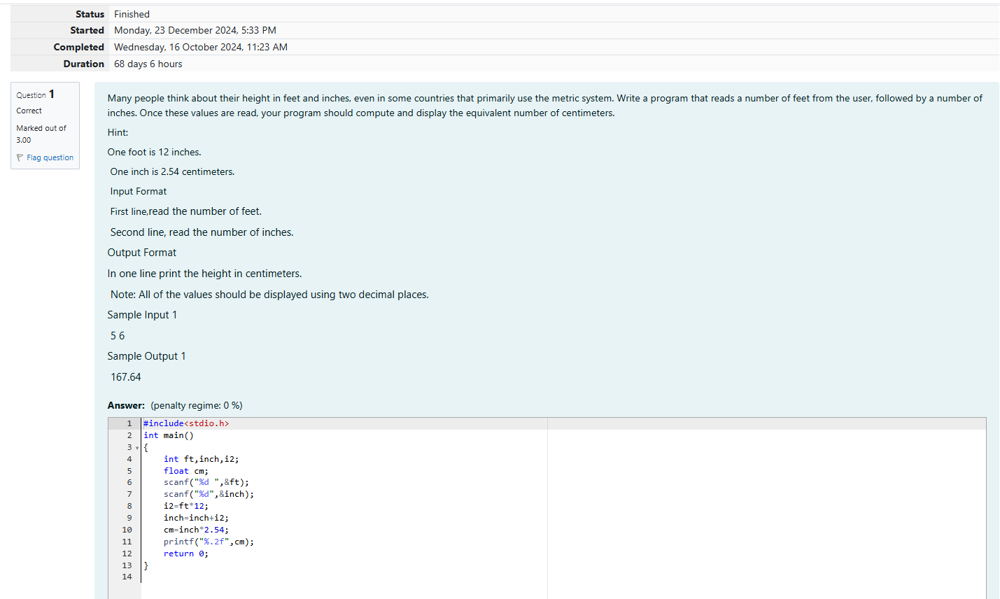 Status Finished
Started Monday, 23 December 2024, 5:33 PM
Completed Wednesday, 16 October 2024, 11:23 AM
Duration 68 days 6 hours
Question 1
Correct
Marked out of
3.00
Flag question
Many people think about their height in feet and inches, even in some countries that primarily use the metric system. Write a program that reads a number of feet from the user, followed by a number of
inches. Once these values are read, your program should compute and display the equivalent number of centimeters.
Hint:
One foot is 12 inches.
One inch is 2.54 centimeters.
Input Format
First line,read the number of feet.
Second line, read the number of inches.
Output Format
In one line print the height in centimeters.
Note: All of the values should be displayed using two decimal places.
Sample Input 1
5 6
Sample Output 1
167.64
Answer: (penalty regime: 0 %)
1 #include<stdio.h>
2 int main()
3 {
4 int ft,inch,i2;
5 float cm;
6 scanf("%d ",&ft);
7 scanf("%d",&inch);
8 i2=ft*12;
9 inch=inch+i2;
10 cm=inch*2.54;
11 printf("%.2f",cm);
12 return 0;
13 }
14